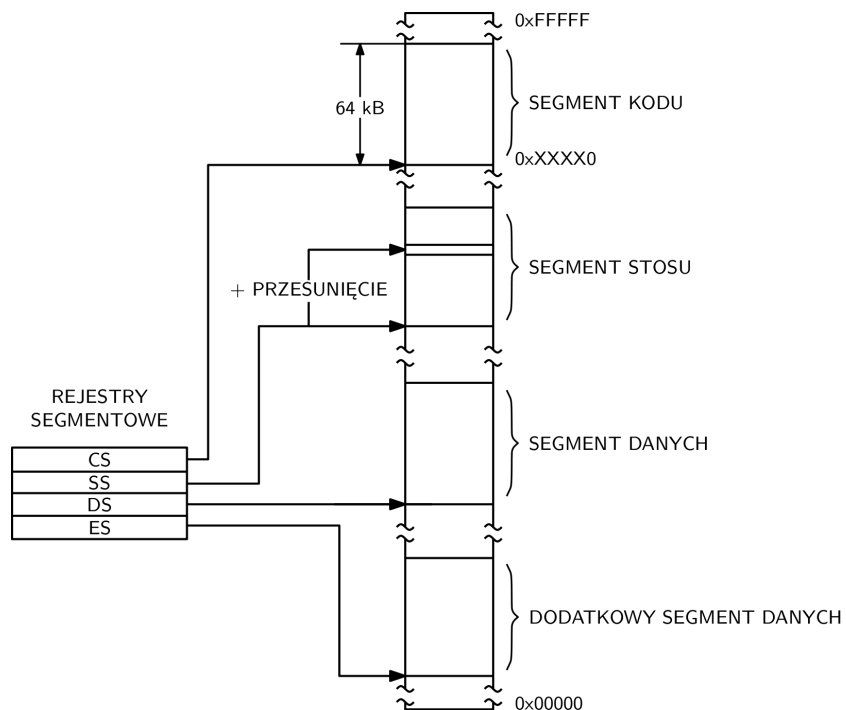 0xFFFFF
64 kB
SEGMENT KODU
0xXXXX0
+ PRZESUNIĘCIE
SEGMENT STOSU
REJESTRY
SEGMENTOWE
CS
SS
DS
ES
SEGMENT DANYCH
DODATKOWY SEGMENT DANYCH
0x00000